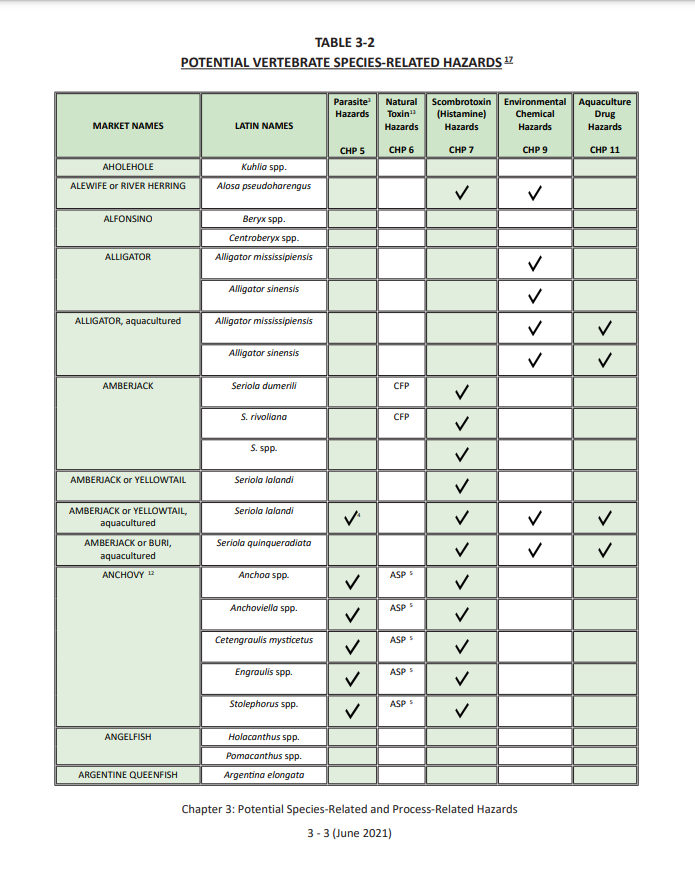 TABLE 3-2
POTENTIAL VERTEBRATE SPECIES-RELATED HAZARDS 17
MARKET NAMES LATIN NAMES Parasite3 Hazards CHP 5 Natural Toxin13 Hazards CHP 6 Scombrotoxin (Histamine) Hazards CHP 7 Environmental Chemical Hazards CHP 9 Aquaculture Drug Hazards CHP 11
AHOLEHOLE Kuhlia spp.
ALEWIFE or RIVER HERRING Alosa pseudoharengus ✓ ✓
ALFONSINO Beryx spp.
Centroberyx spp.
ALLIGATOR Alligator mississipiensis ✓
Alligator sinensis ✓
ALLIGATOR, aquacultured Alligator mississipiensis ✓ ✓
Alligator sinensis ✓ ✓
AMBERJACK Seriola dumerili CFP ✓
S. rivoliana CFP ✓
S. spp. ✓
AMBERJACK or YELLOWTAIL Seriola lalandi ✓
AMBERJACK or YELLOWTAIL, aquacultured Seriola lalandi ✓4 ✓ ✓ ✓
AMBERJACK or BURI, aquacultured Seriola quinqueradiata ✓ ✓ ✓
ANCHOVY 12 Anchoa spp. ✓ ASP 5 ✓
Anchoviella spp. ✓ ASP 5 ✓
Cetengraulis mysticetus ✓ ASP 5 ✓
Engraulis spp. ✓ ASP 5 ✓
Stolephorus spp. ✓ ASP 5 ✓
ANGELFISH Holacanthus spp.
Pomacanthus spp.
ARGENTINE QUEENFISH Argentina elongata
Chapter 3: Potential Species-Related and Process-Related Hazards
3 - 3 (June 2021)